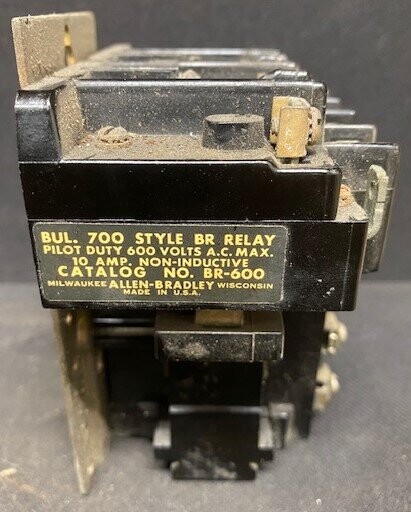 BUL. 700 STYLE BR RELAY
PILOT DUTY 600 VOLTS A.C. MAX.
10 AMP. NON-INDUCTIVE
CATALOG NO. BR-600
MILWAUKEE ALLEN-BRADLEY WISCONSIN
MADE IN U.S.A.